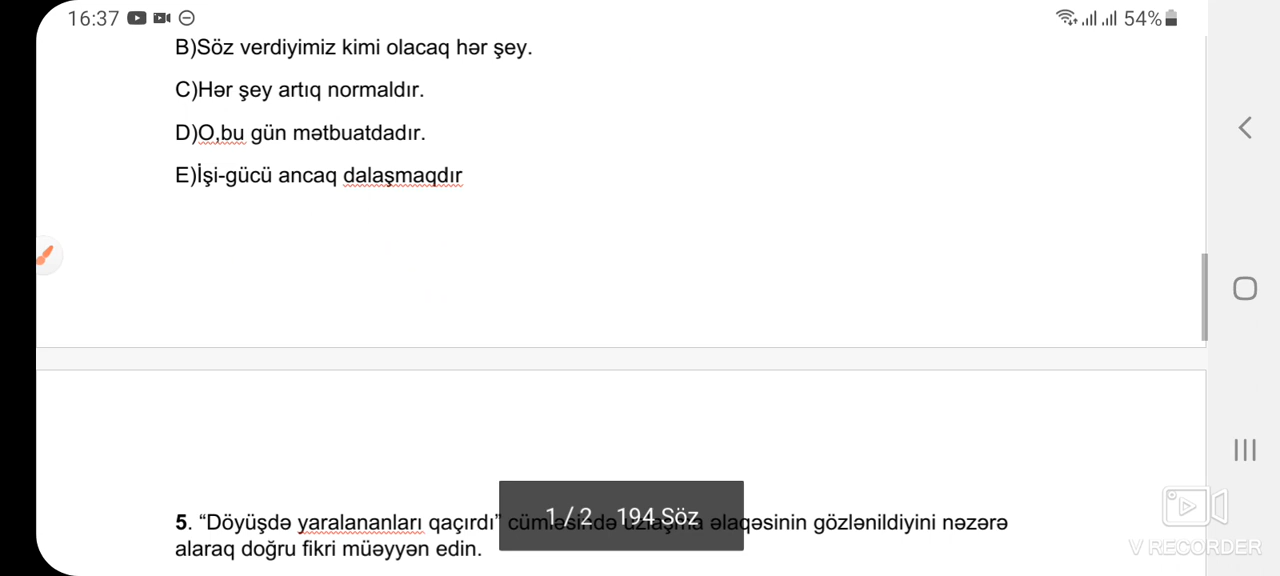 16:37 54%
B)Söz verdiyimiz kimi olacaq hər şey.
C)Hər şey artıq normaldır.
D)O,bu gün mətbuatdadır.
E)İşi-gücü ancaq dalaşmaqdır
1/2 194 Söz
5. “Döyüşdə yaralananları qaçırdı” cümləsində uzlaşma əlaqəsinin gözlənildiyini nəzərə
alaraq doğru fikri müəyyən edin.
V RECORDER